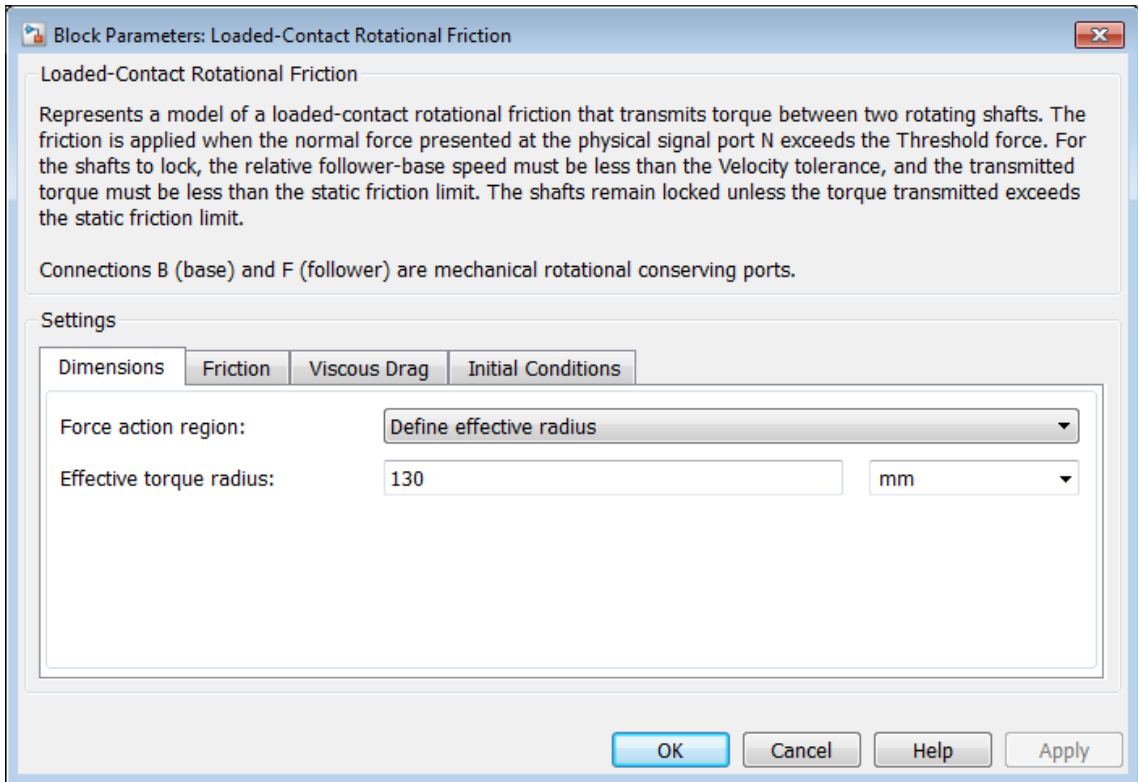 Block Parameters: Loaded-Contact Rotational Friction
Loaded-Contact Rotational Friction
Represents a model of a loaded-contact rotational friction that transmits torque between two rotating shafts. The
friction is applied when the normal force presented at the physical signal port N exceeds the Threshold force. For
the shafts to lock, the relative follower-base speed must be less than the Velocity tolerance, and the transmitted
torque must be less than the static friction limit. The shafts remain locked unless the torque transmitted exceeds
the static friction limit.
Connections B (base) and F (follower) are mechanical rotational conserving ports.
Settings
Dimensions Friction Viscous Drag Initial Conditions
Force action region: Define effective radius
Effective torque radius: 130 mm
OK Cancel Help Apply